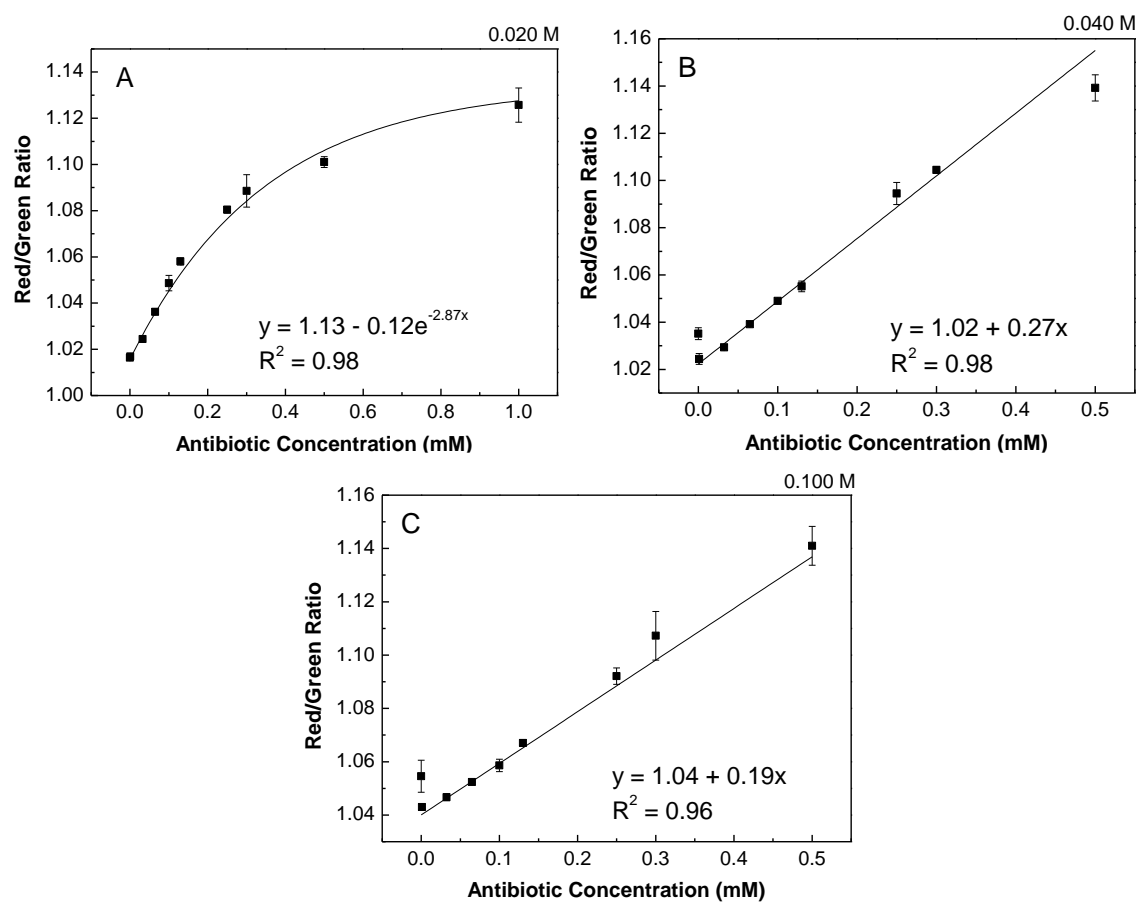 0.020 M
A
Red/Green Ratio
1.14
1.12
1.10
1.08
1.06
1.04
1.02
1.00
y = 1.13 - 0.12e^-2.87x
R² = 0.98
0.0 0.2 0.4 0.6 0.8 1.0
Antibiotic Concentration (mM)
0.040 M
B
Red/Green Ratio
1.16
1.14
1.12
1.10
1.08
1.06
1.04
1.02
y = 1.02 + 0.27x
R² = 0.98
0.0 0.1 0.2 0.3 0.4 0.5
Antibiotic Concentration (mM)
0.100 M
C
Red/Green Ratio
1.16
1.14
1.12
1.10
1.08
1.06
1.04
y = 1.04 + 0.19x
R² = 0.96
0.0 0.1 0.2 0.3 0.4 0.5
Antibiotic Concentration (mM)